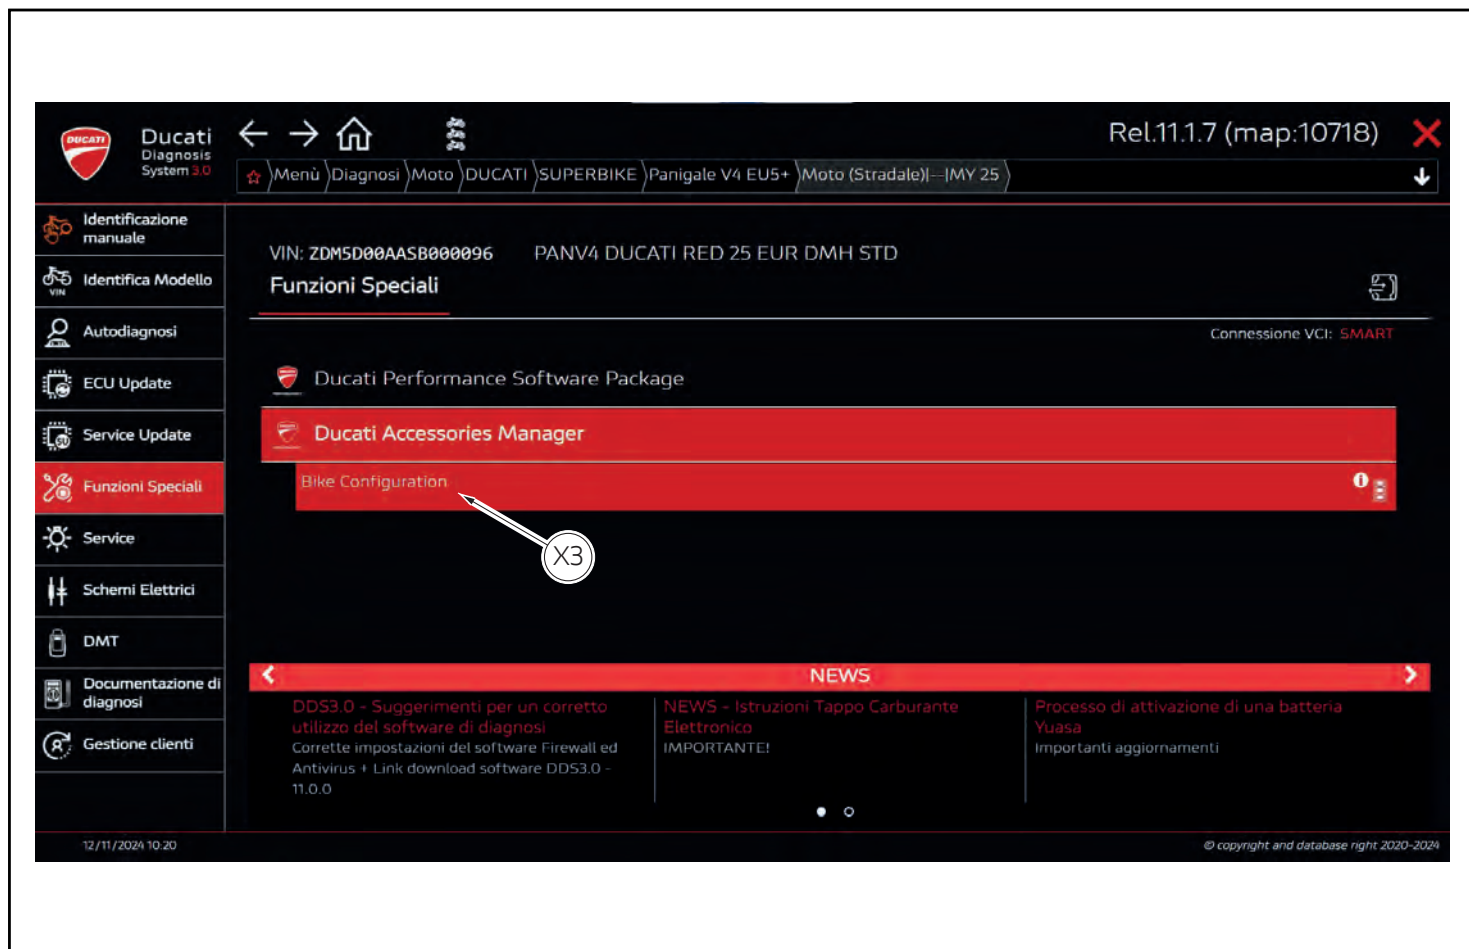 DUCATI
Ducati
Diagnosis
System 3.0
Rel.11.1.7 (map:10718)
Menù Diagnosi Moto DUCATI SUPERBIKE Panigale V4 EU5+ Moto (Stradale)|---|MY 25
Identificazione
manuale
VIN
Identifica Modello
Autodiagnosi
ECU Update
SU
Service Update
Funzioni Speciali
Service
Schemi Elettrici
DMT
Documentazione di
diagnosi
Gestione clienti
VIN: ZDM5D00AASB000096 PANV4 DUCATI RED 25 EUR DMH STD
Funzioni Speciali
Connessione VCI: SMART
Ducati Performance Software Package
Ducati Accessories Manager
Bike Configuration
X3
NEWS
DDS3.0 - Suggerimenti per un corretto
utilizzo del software di diagnosi
Corrette impostazioni del software Firewall ed
Antivirus + Link download software DDS3.0 -
11.0.0
NEWS - Istruzioni Tappo Carburante
Elettronico
IMPORTANTE!
Processo di attivazione di una batteria
Yuasa
Importanti aggiornamenti
12/11/2024 10:20
© copyright and database right 2020-2024